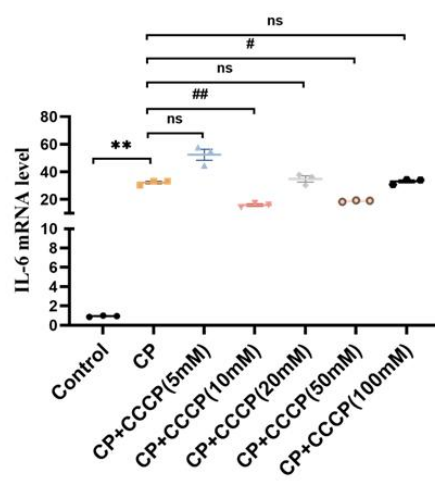 ns
#
ns
##
ns
**
IL-6 mRNA level
80
60
40
20
10
8
6
4
2
0
Control
CP
CP+CCCP(5mM)
CP+CCCP(10mM)
CP+CCCP(20mM)
CP+CCCP(50mM)
CP+CCCP(100mM)